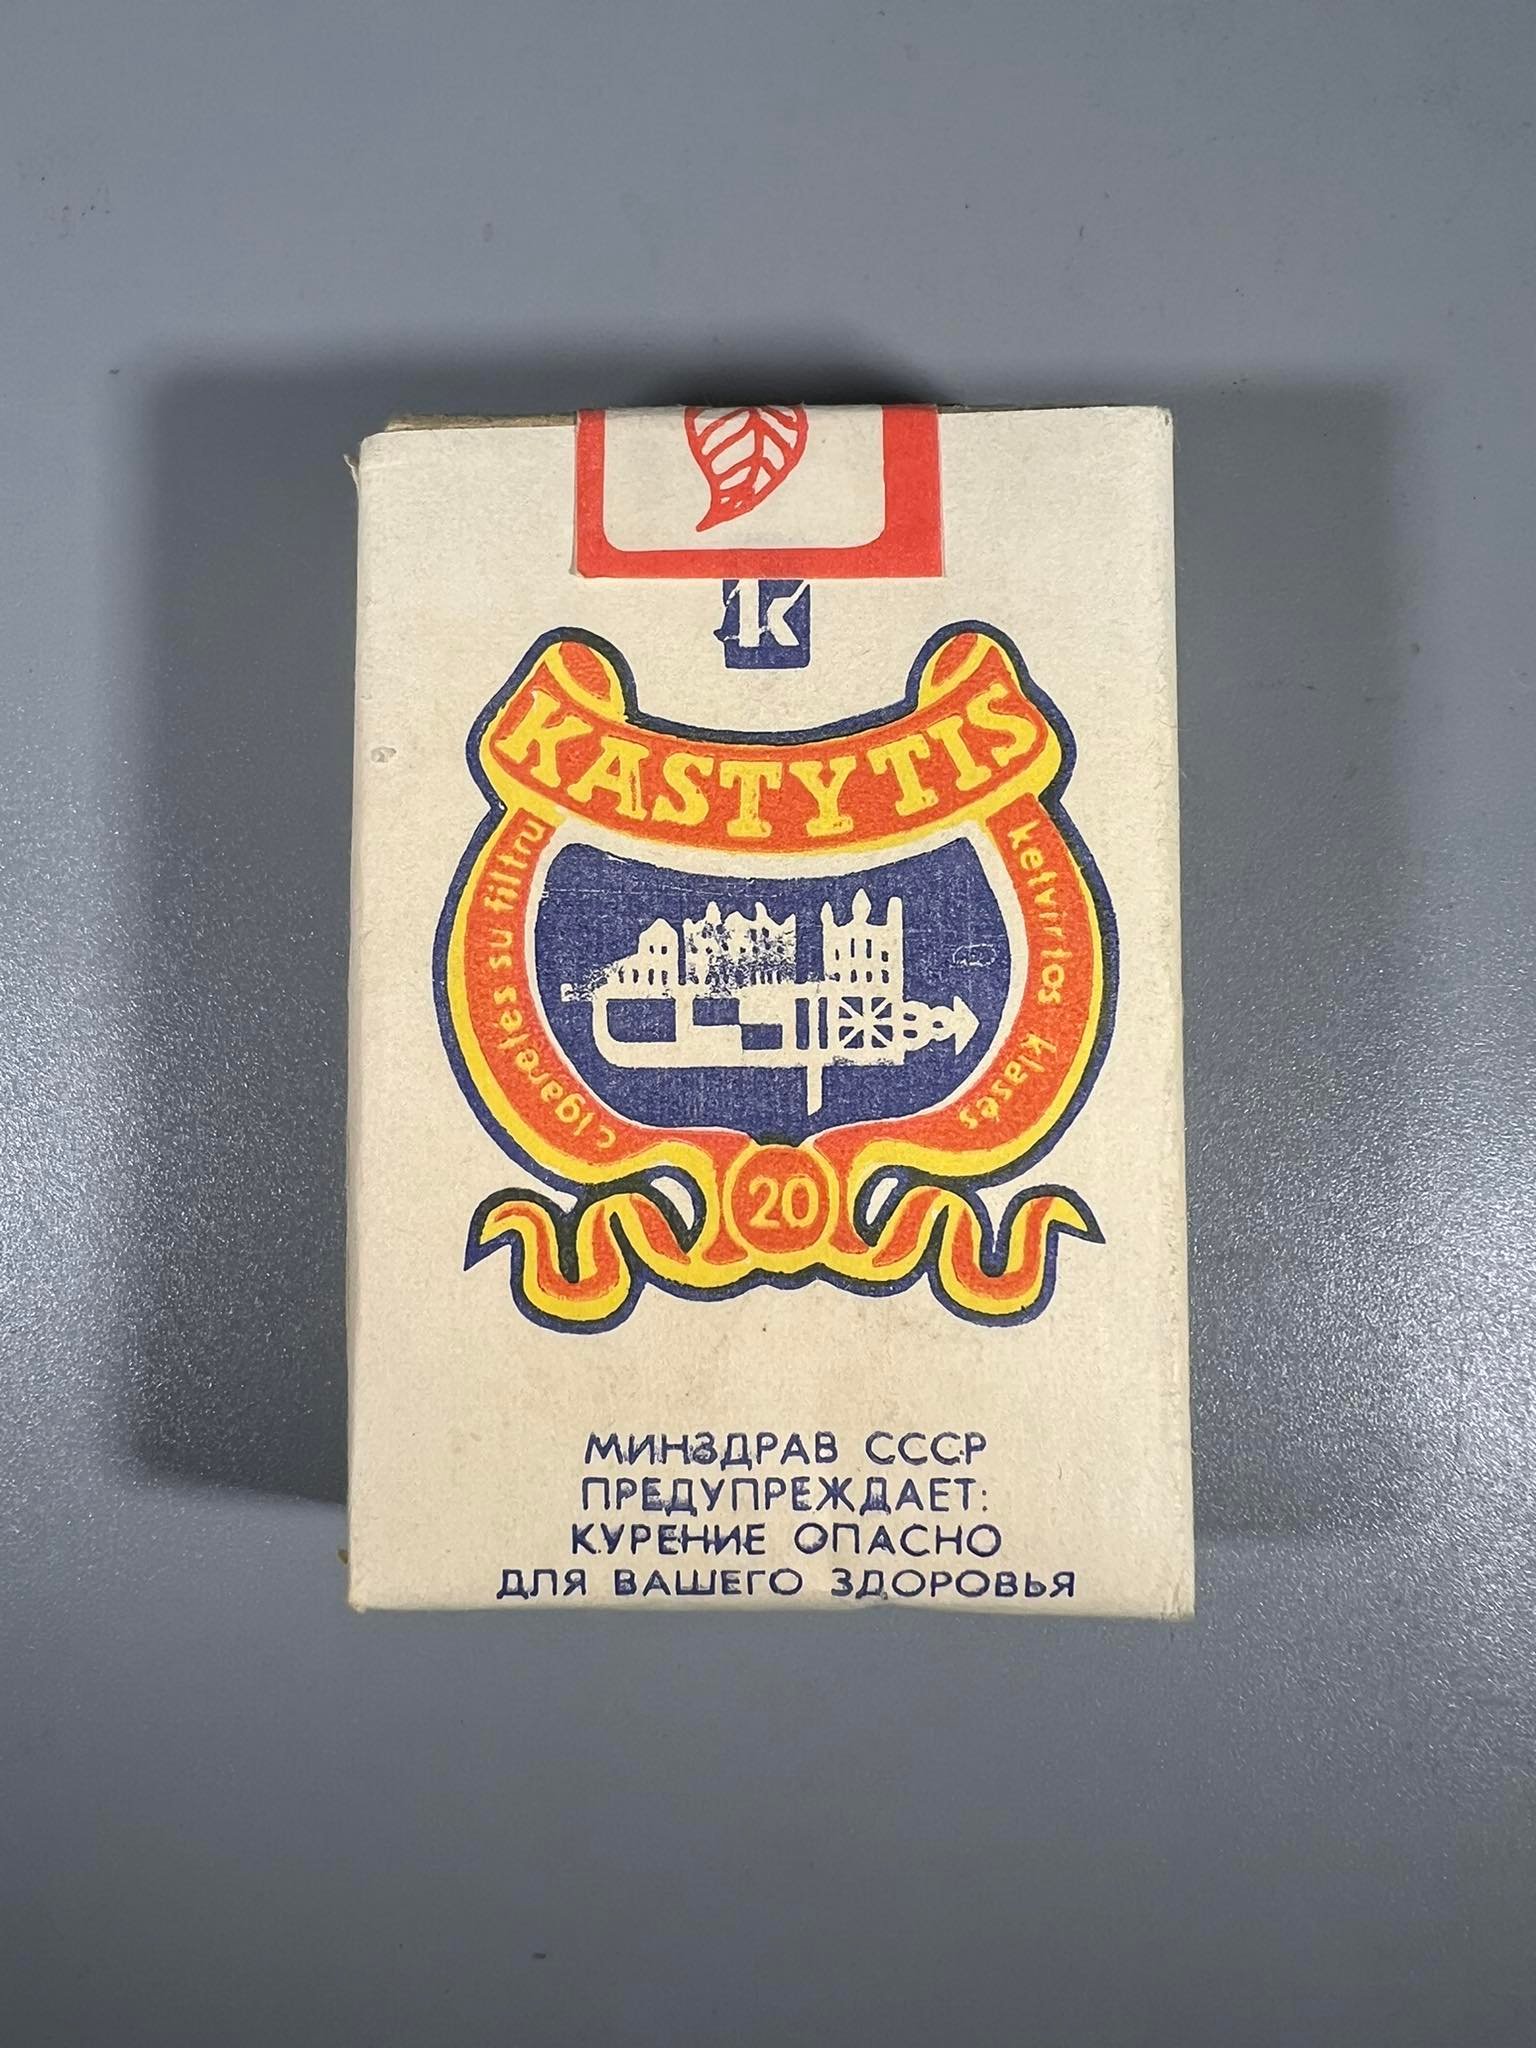 K
KASTYTIS
cigaretės su filtru
ketvirtos klasės
20
МИНЗДРАВ СССР
ПРЕДУПРЕЖДАЕТ:
КУРЕНИЕ ОПАСНО
ДЛЯ ВАШЕГО ЗДОРОВЬЯ